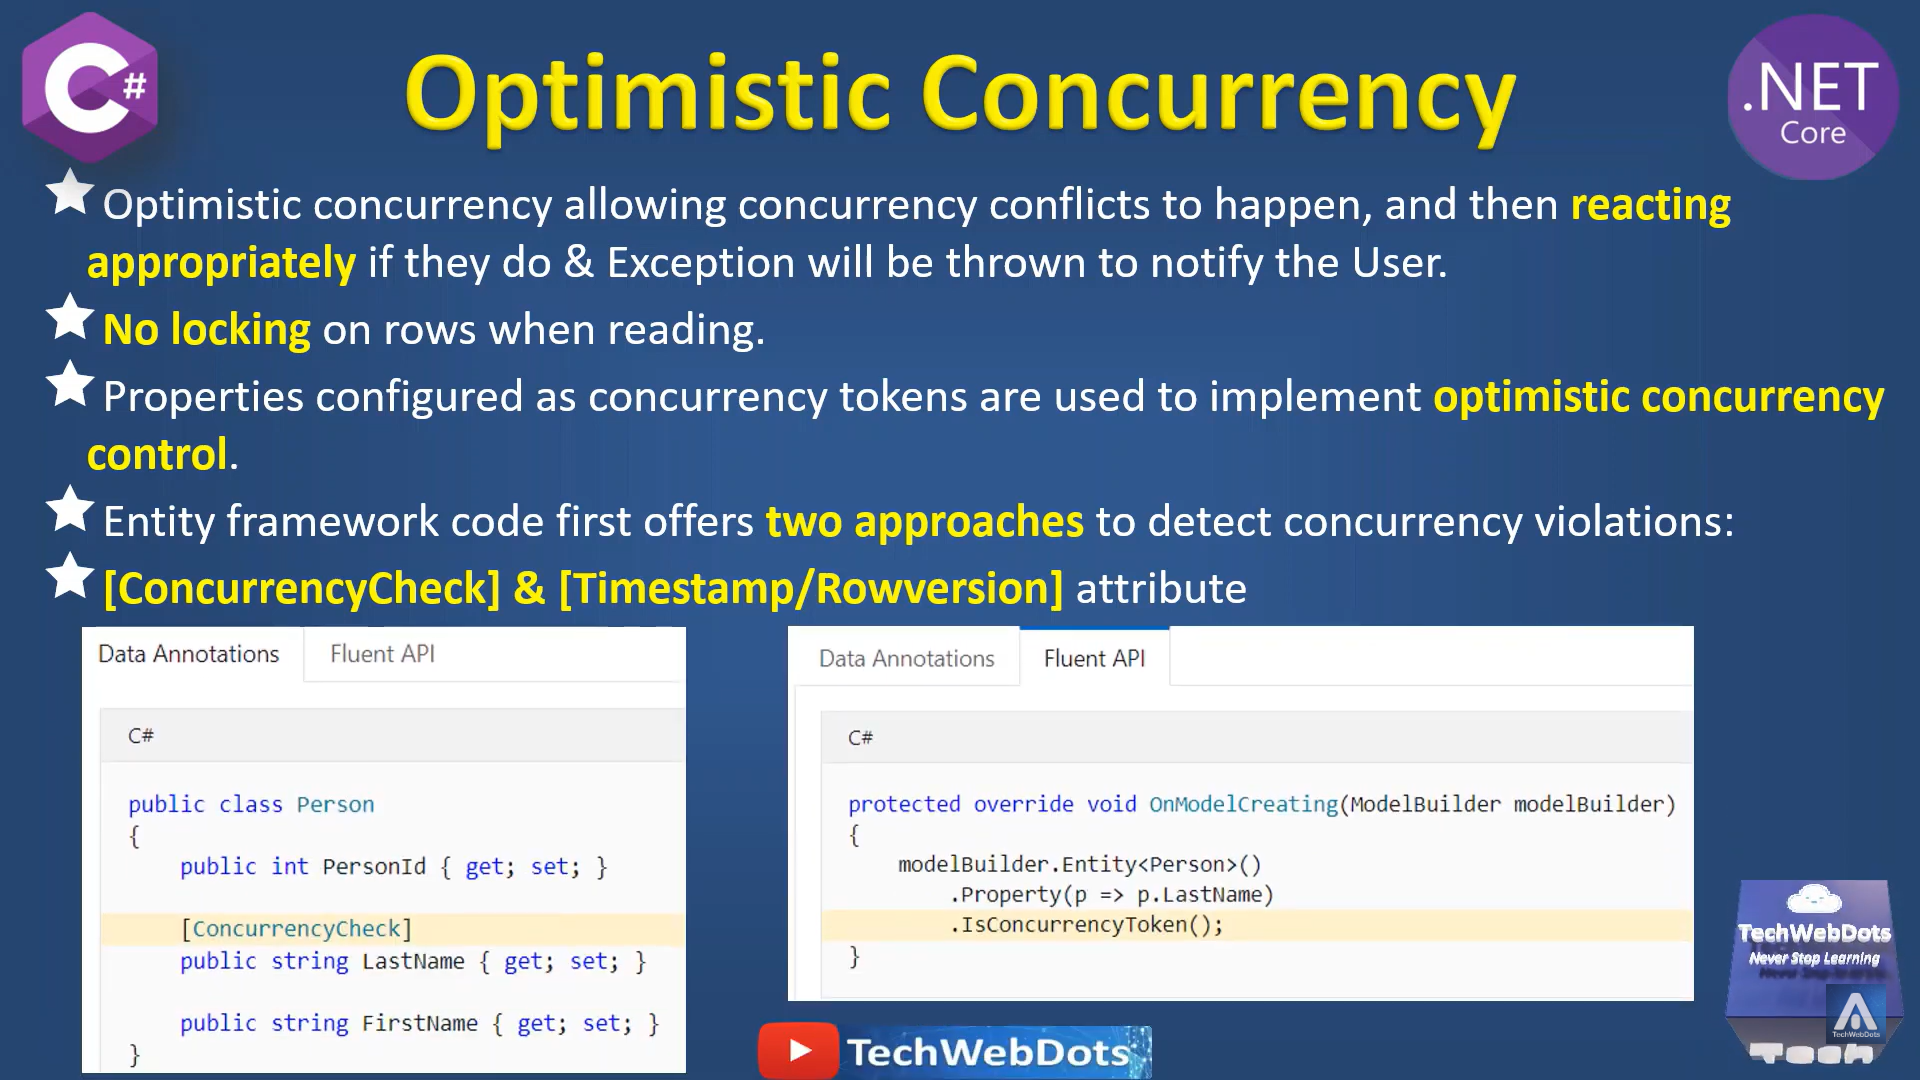 C#
Optimistic Concurrency
.NET
Core
Optimistic concurrency allowing concurrency conflicts to happen, and then reacting
appropriately if they do & Exception will be thrown to notify the User.
No locking on rows when reading.
Properties configured as concurrency tokens are used to implement optimistic concurrency
control.
Entity framework code first offers two approaches to detect concurrency violations:
[ConcurrencyCheck] & [Timestamp/Rowversion] attribute
Data Annotations Fluent API
C#
public class Person
{
public int PersonId { get; set; }
[ConcurrencyCheck]
public string LastName { get; set; }
public string FirstName { get; set; }
}
Data Annotations Fluent API
C#
protected override void OnModelCreating(ModelBuilder modelBuilder)
{
modelBuilder.Entity<Person>()
.Property(p => p.LastName)
.IsConcurrencyToken();
}
TechWebDots
TechWebDots
Never Stop Learning
TechWebDots
Tech